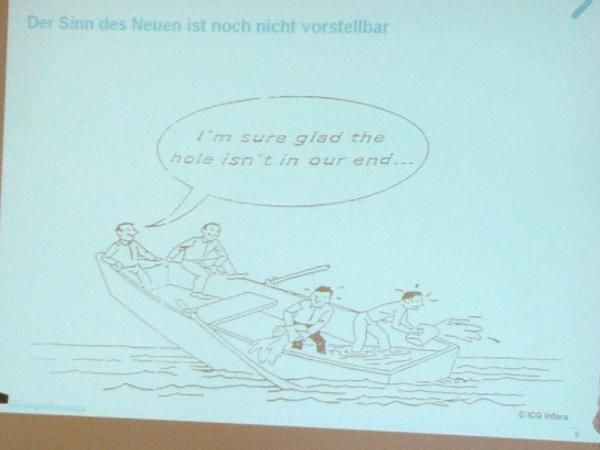 Der Sinn des Neuen ist noch nicht vorstellbar
I'm sure glad the
hole isn't in our end...
© ICG Infora